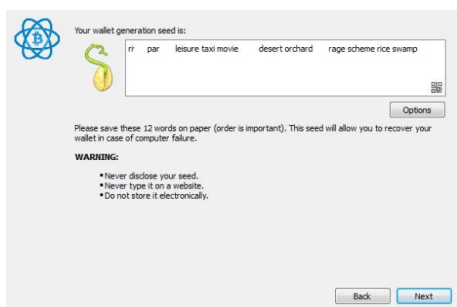 Your wallet generation seed is:
leisure taxi movie desert orchard rage scheme rice swamp
Options
Please save these 12 words on paper (order is important). This seed will allow you to recover your
wallet in case of computer failure.
WARNING:
•Never disclose your seed.
•Never type it on a website.
•Do not store it electronically.
Back Next